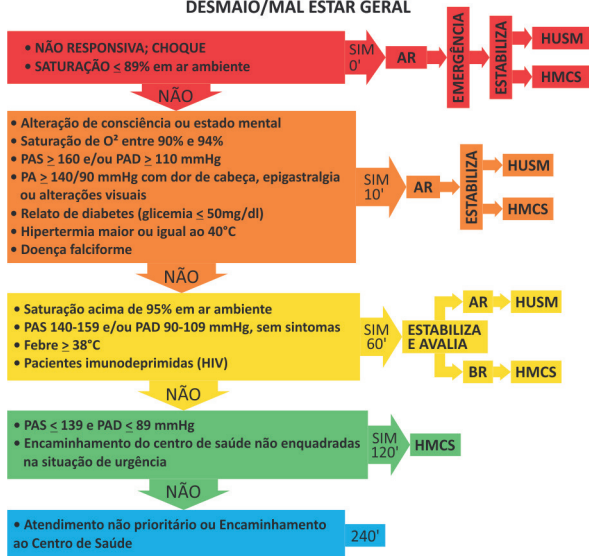 DESMAIO/MAL ESTAR GERAL
• NÃO RESPONSIVA; CHOQUE
• SATURAÇÃO ≤ 89% em ar ambiente
SIM
0'
AR
EMERGÊNCIA
ESTABILIZA
HUSM
HMCS
NÃO
• Alteração de consciência ou estado mental
• Saturação de O² entre 90% e 94%
• PAS ≥ 160 e/ou PAD ≥ 110 mmHg
• PA ≥ 140/90 mmHg com dor de cabeça, epigastralgia
ou alterações visuais
• Relato de diabetes (glicemia ≤ 50mg/dl)
• Hipertermia maior ou igual ao 40°C
• Doença falciforme
SIM
10'
AR
ESTABILIZA
HUSM
HMCS
NÃO
• Saturação acima de 95% em ar ambiente
• PAS 140-159 e/ou PAD 90-109 mmHg, sem sintomas
• Febre ≥ 38°C
• Pacientes imunodeprimidas (HIV)
SIM
60'
ESTABILIZA
E AVALIA
AR
HUSM
BR
HMCS
NÃO
• PAS ≤ 139 e PAD ≤ 89 mmHg
• Encaminhamento do centro de saúde não enquadradas
na situação de urgência
SIM
120'
HMCS
NÃO
• Atendimento não prioritário ou Encaminhamento
ao Centro de Saúde
240'